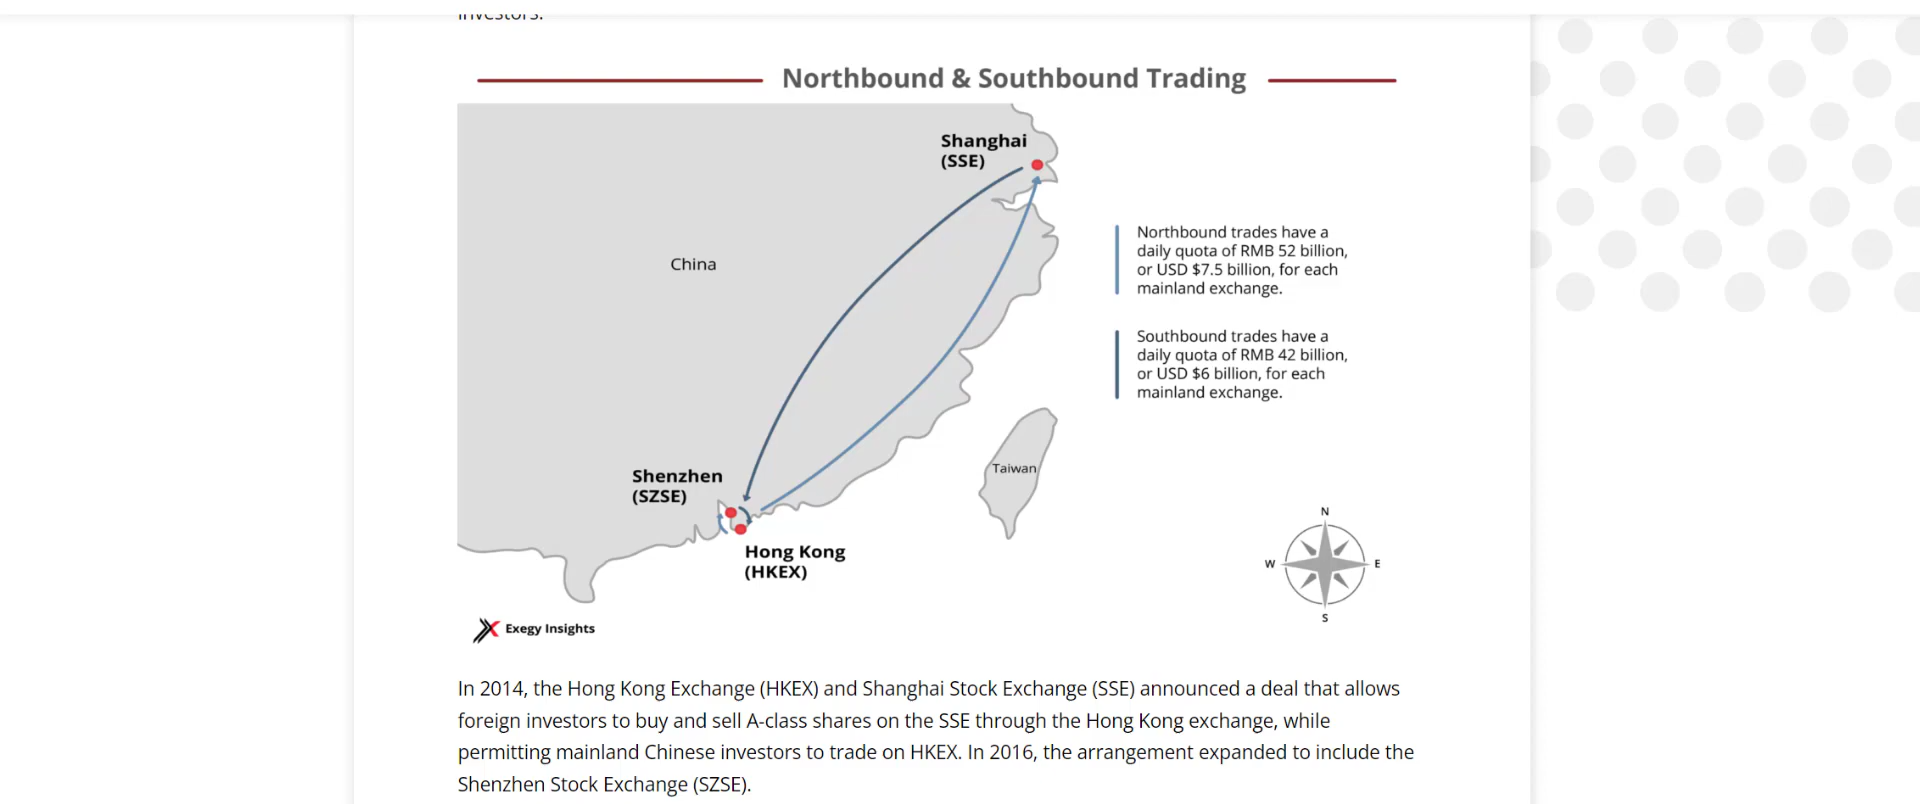 investors.
Northbound & Southbound Trading
Shanghai
(SSE)
China
Northbound trades have a
daily quota of RMB 52 billion,
or USD $7.5 billion, for each
mainland exchange.
Southbound trades have a
daily quota of RMB 42 billion,
or USD $6 billion, for each
mainland exchange.
Taiwan
Shenzhen
(SZSE)
Hong Kong
(HKEX)
N
W
E
S
Exegy Insights
In 2014, the Hong Kong Exchange (HKEX) and Shanghai Stock Exchange (SSE) announced a deal that allows
foreign investors to buy and sell A-class shares on the SSE through the Hong Kong exchange, while
permitting mainland Chinese investors to trade on HKEX. In 2016, the arrangement expanded to include the
Shenzhen Stock Exchange (SZSE).